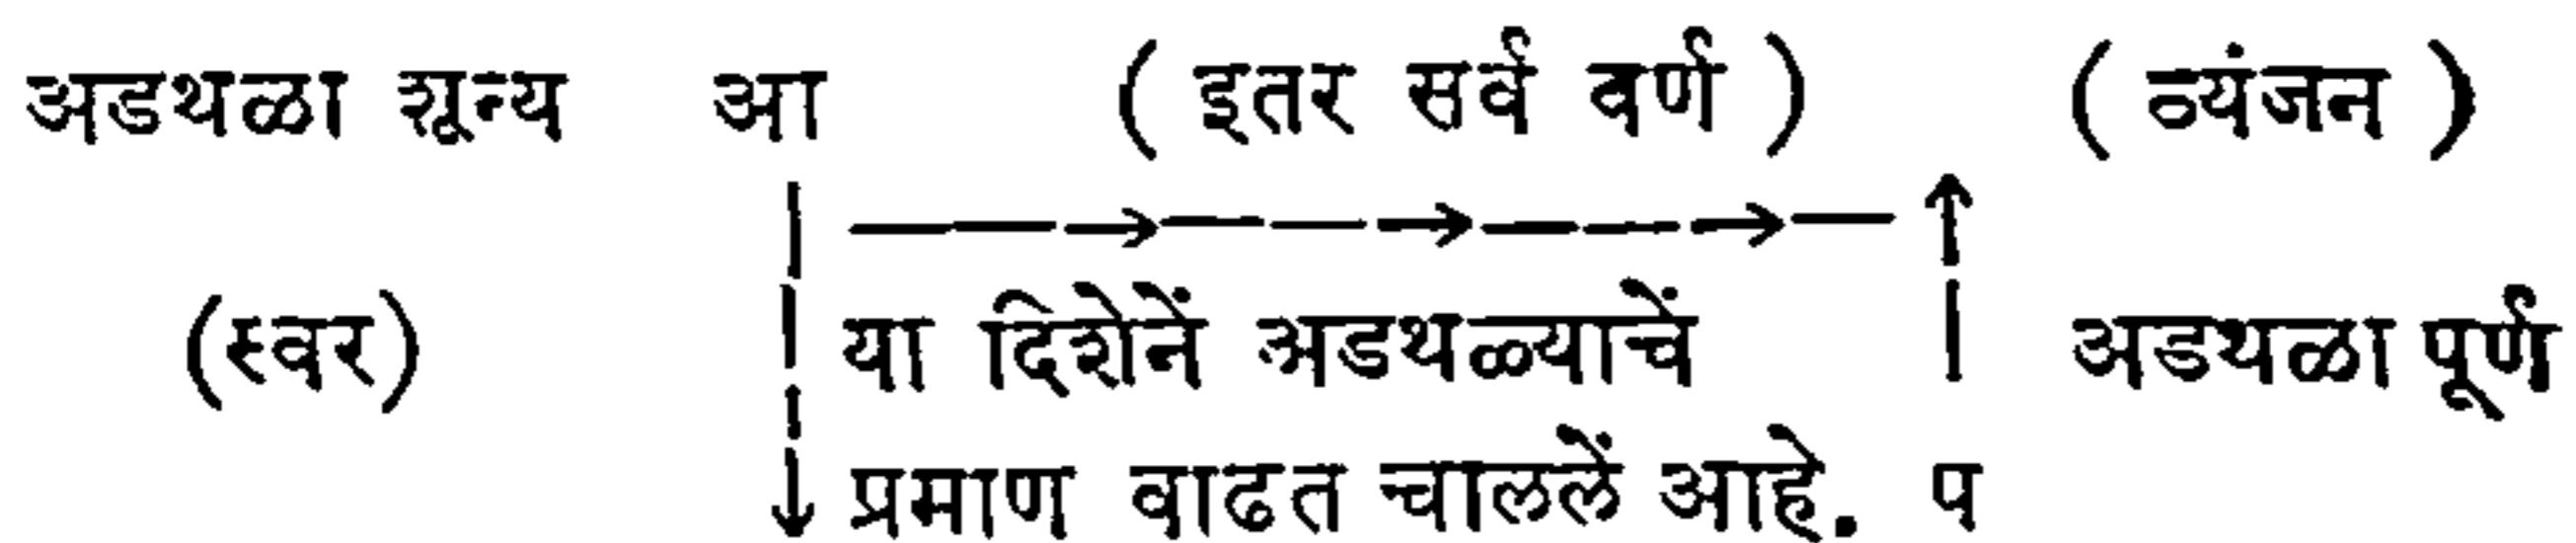 अडथळा शून्य आ ( इतर सर्व वर्ण ) ( व्यंजन )
(स्वर) या दिशेनें अडथळ्याचें अडथळा पूर्ण
प्रमाण वाढत चाललें आहे. प